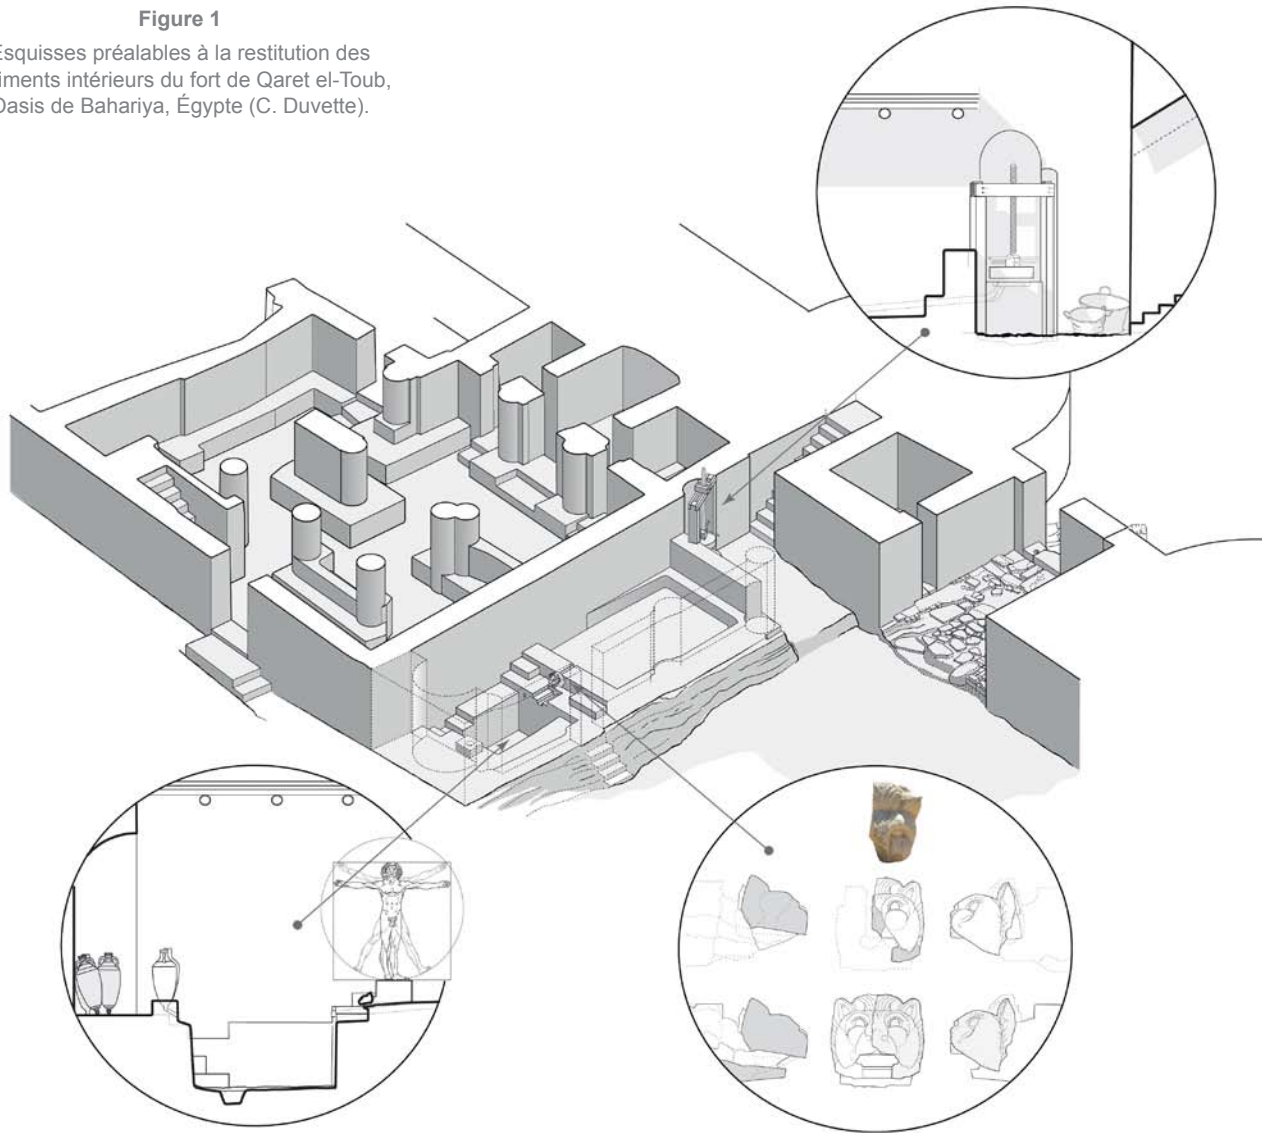 Figure 1
Esquisses préalables à la restitution des
iments intérieurs du fort de Qaret el-Toub,
Oasis de Bahariya, Égypte (C. Duvette).